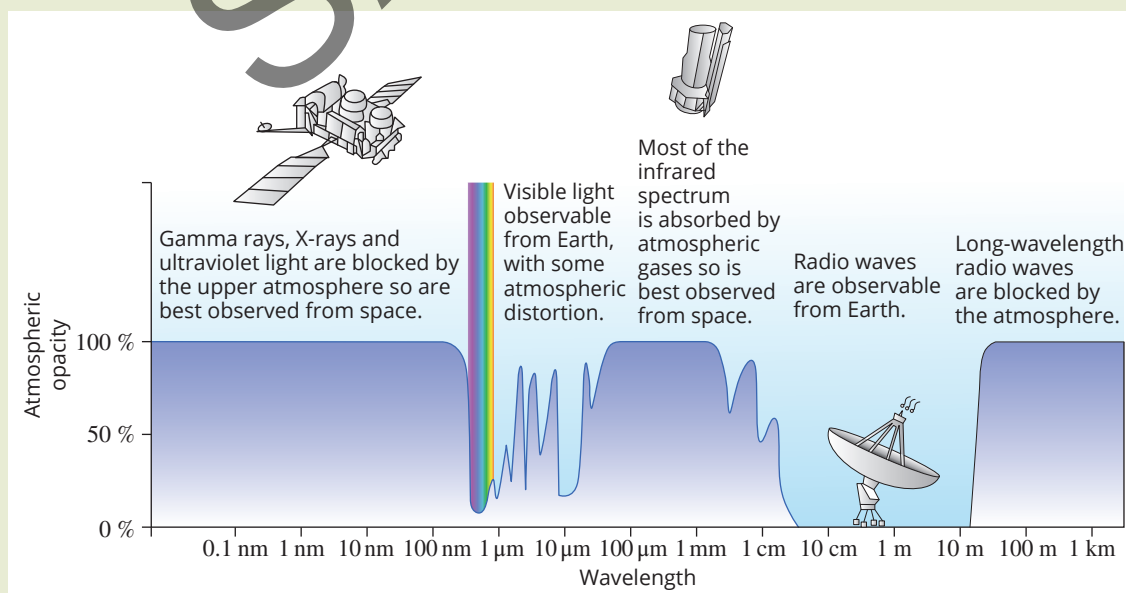 Gamma rays, X-rays and
ultraviolet light are blocked by
the upper atmosphere so are
best observed from space.
Visible light
observable
from Earth,
with some
atmospheric
distortion.
Most of the
infrared
spectrum
is absorbed by
atmospheric
gases so is
best observed
from space.
Radio waves
are observable
from Earth.
Long-wavelength
radio waves
are blocked by
the atmosphere.
Atmospheric
opacity
100 %
50 %
0 %
0.1 nm 1 nm 10 nm 100 nm 1 μm 10 μm 100 μm 1 mm 1 cm 10 cm 1 m 10 m 100 m 1 km
Wavelength